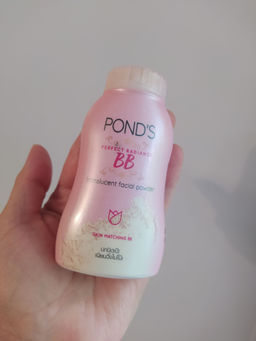 POND'S
PERFECT RADIANCE
BB
translucent facial powder
SKIN MATCHING BB